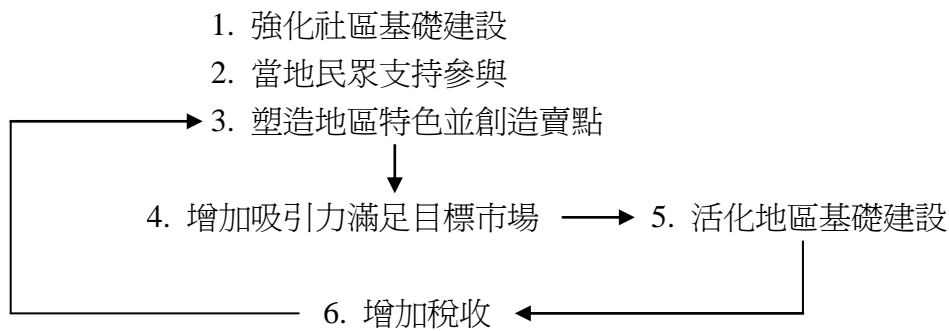 1. 強化社區基礎建設
2. 當地民眾支持參與
3. 塑造地區特色並創造賣點
4. 增加吸引力滿足目標市場
5. 活化地區基礎建設
6. 增加稅收